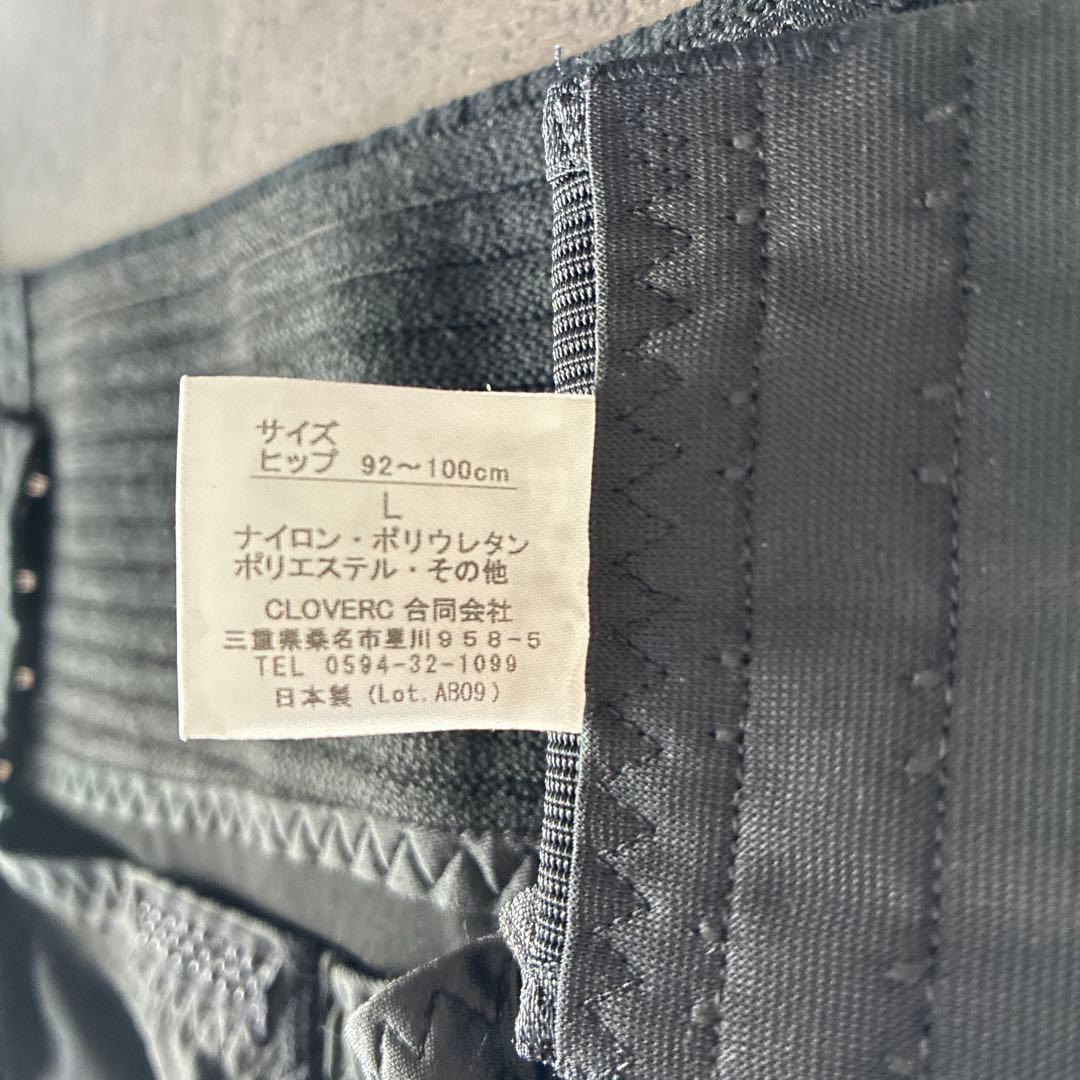 サイズ
ヒップ 92～100cm
L
ナイロン・ポリウレタン
ポリエステル・その他
CLOVERC 合同会社
三重県桑名市星川958-5
TEL 0594-32-1099
日本製 (Lot.AB09)